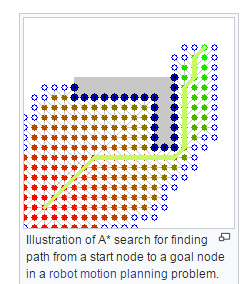 Illustration of A* search for finding
path from a start node to a goal node
in a robot motion planning problem.